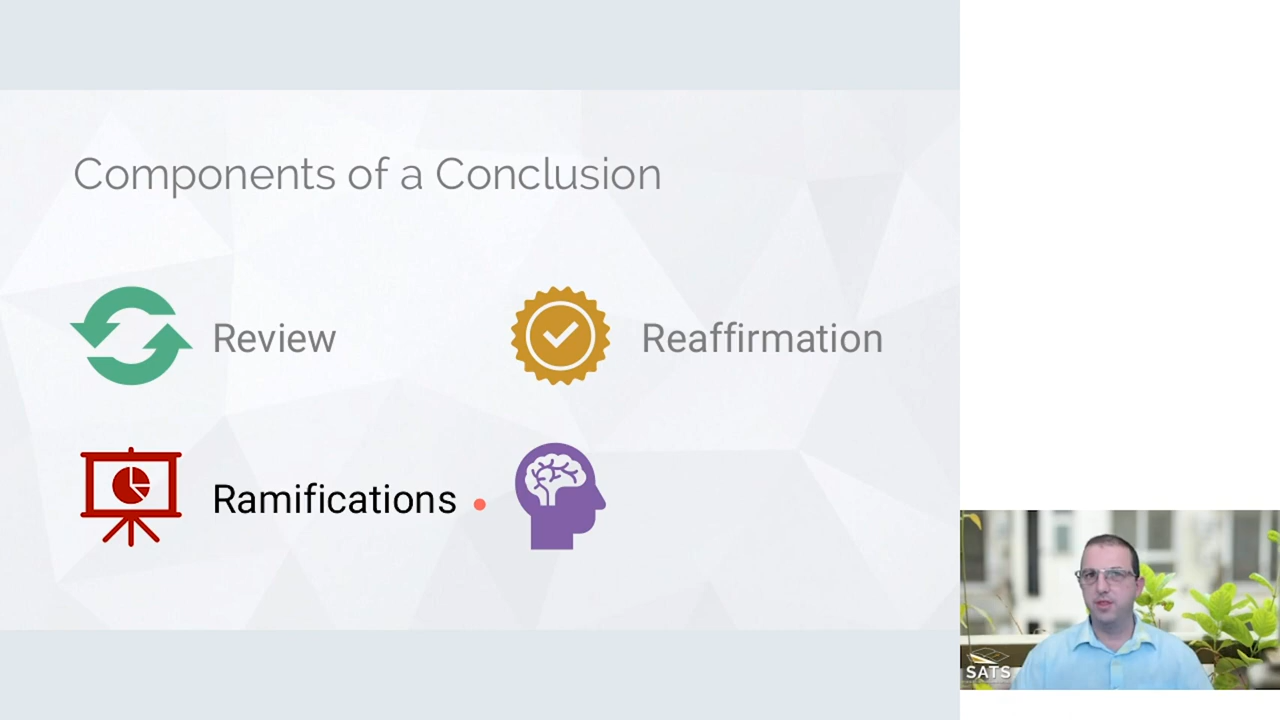 Components of a Conclusion
Review
Reaffirmation
Ramifications
SATS